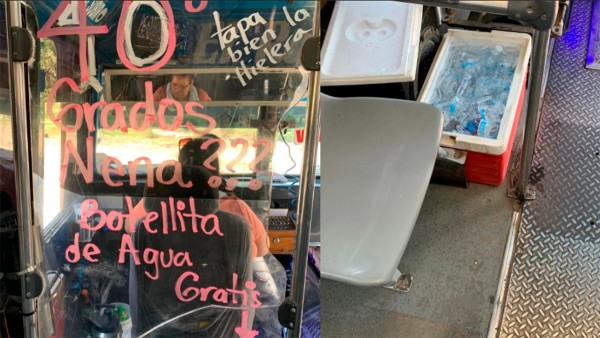 40°
Grados
Nena???
Botellita
de Agua
Gratis
tapa
bien la
Hielera